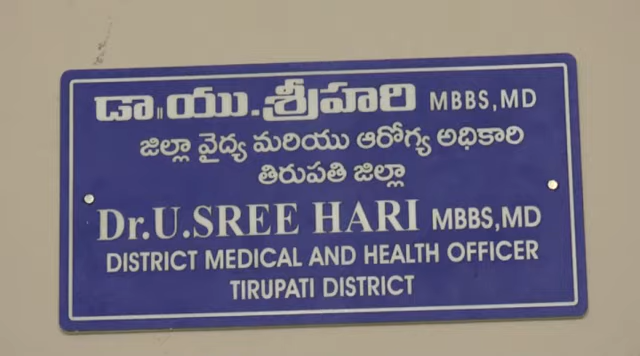 డా॥యు.శ్రీహరి MBBS,MD
జిల్లా వైద్య మరియు ఆరోగ్య అధికారి
తిరుపతి జిల్లా
Dr.U.SREE HARI MBBS,MD
DISTRICT MEDICAL AND HEALTH OFFICER
TIRUPATI DISTRICT